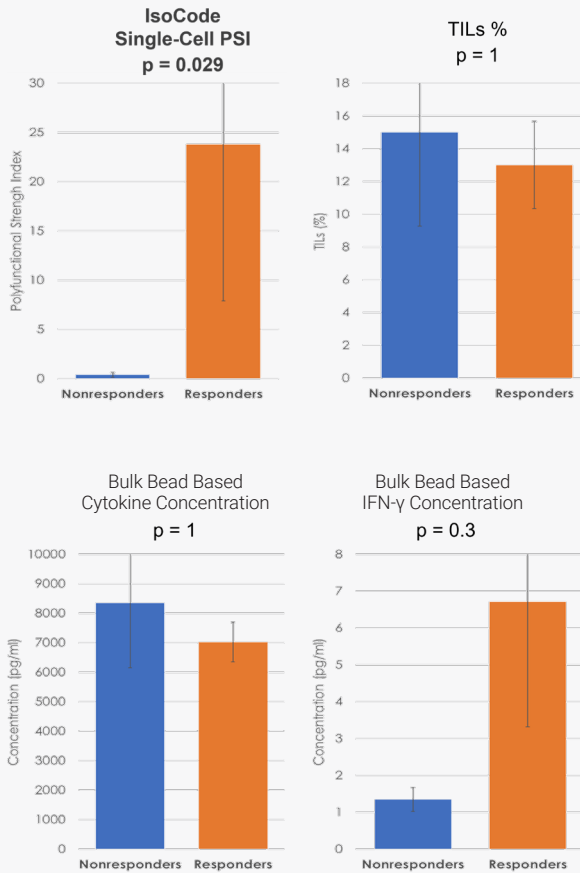 IsoCode
Single-Cell PSI
p = 0.029
Polyfunctional Strengh Index
30
25
20
15
10
5
0
Nonresponders Responders
TILs %
p = 1
TILs (%)
18
16
14
12
10
8
6
4
2
0
Nonresponders Responders
Bulk Bead Based
Cytokine Concentration
p = 1
Concentration (pg/ml)
10000
9000
8000
7000
6000
5000
4000
3000
2000
1000
0
Nonresponders Responders
Bulk Bead Based
IFN-γ Concentration
p = 0.3
Concentration (pg/ml)
8
7
6
5
4
3
2
1
0
Nonresponders Responders